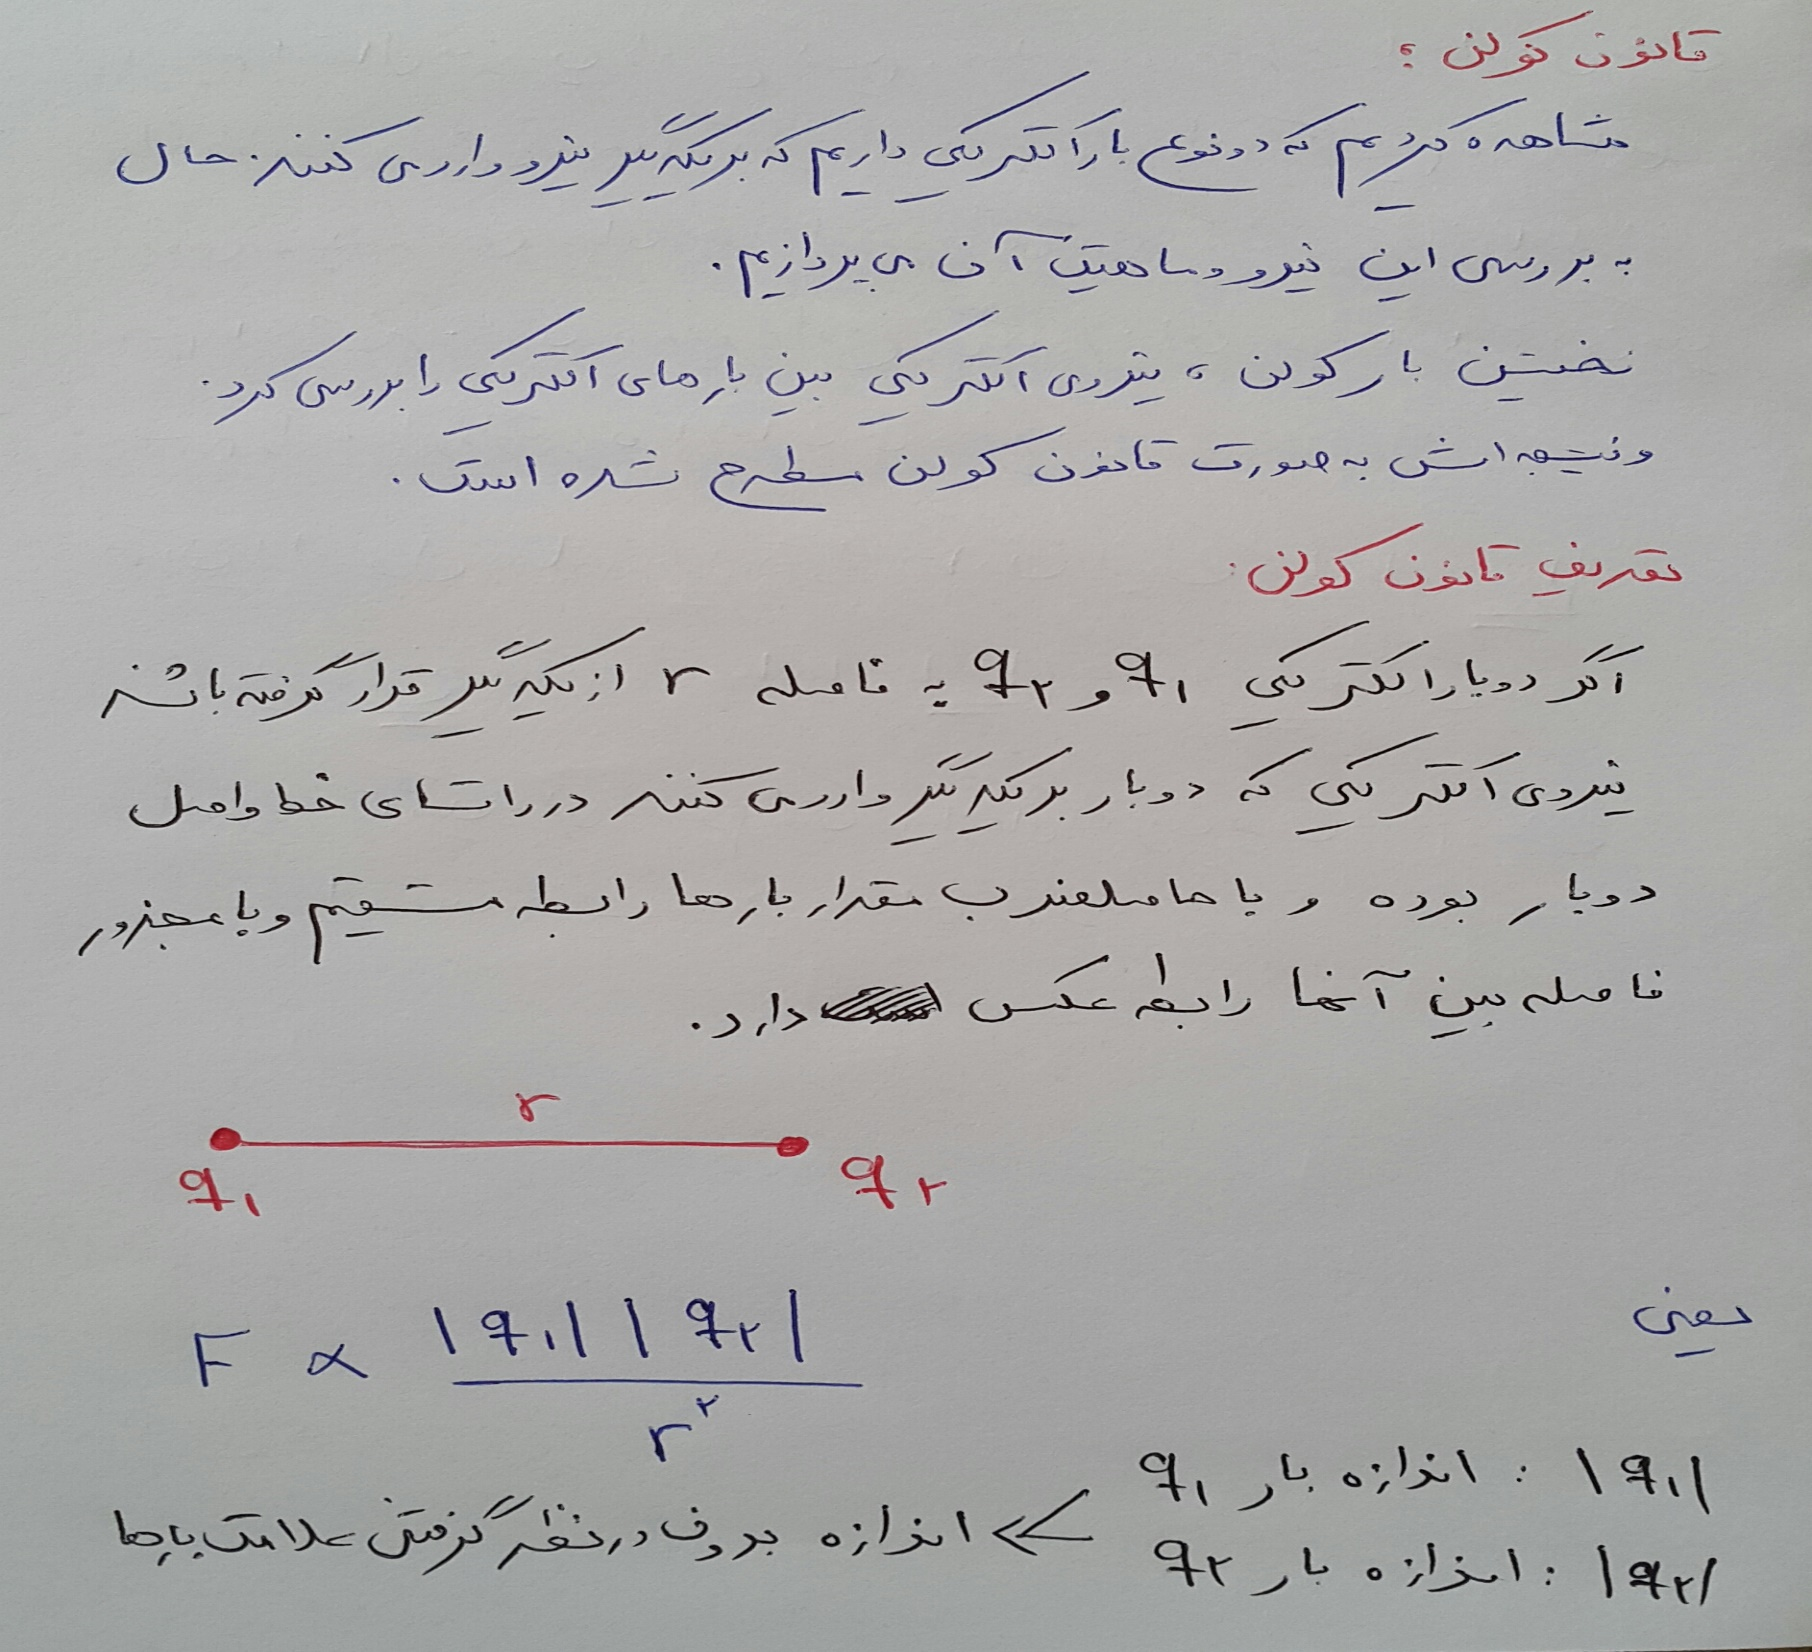 قانون کولن :
مشاهده کردیم که دو نوع بار الکتریکی داریم که بر یکدیگر نیرو وارد می کنند. حال
به بررسی این نیرو و ماهیت آن می پردازیم.
نخستین بار کولن ، نیروی الکتریکی بین بارهای الکتریکی را بررسی کرد.
و نتیجه اش به صورت قانون کولن مطرح شده است.
تعریف قانون کولن:
اگر دو بار الکتریکی q۱ و q۲ به فاصله r از یکدیگر قرار گرفته باشند
نیروی الکتریکی که دو بار بر یکدیگر وارد می کنند در راستای خط واصل
دو بار بوده و با حاصلضرب مقدار بارها رابطه مستقیم و با مجذور
فاصله بین آنها رابطه عکس دارد.
r
q۱ q۲
یعنی
F ∝ |q۱| |q۲| / r۲
|q۱| : اندازه بار q۱
|q۲| : اندازه بار q۲
اندازه بدون در نظر گرفتن علامت بارها